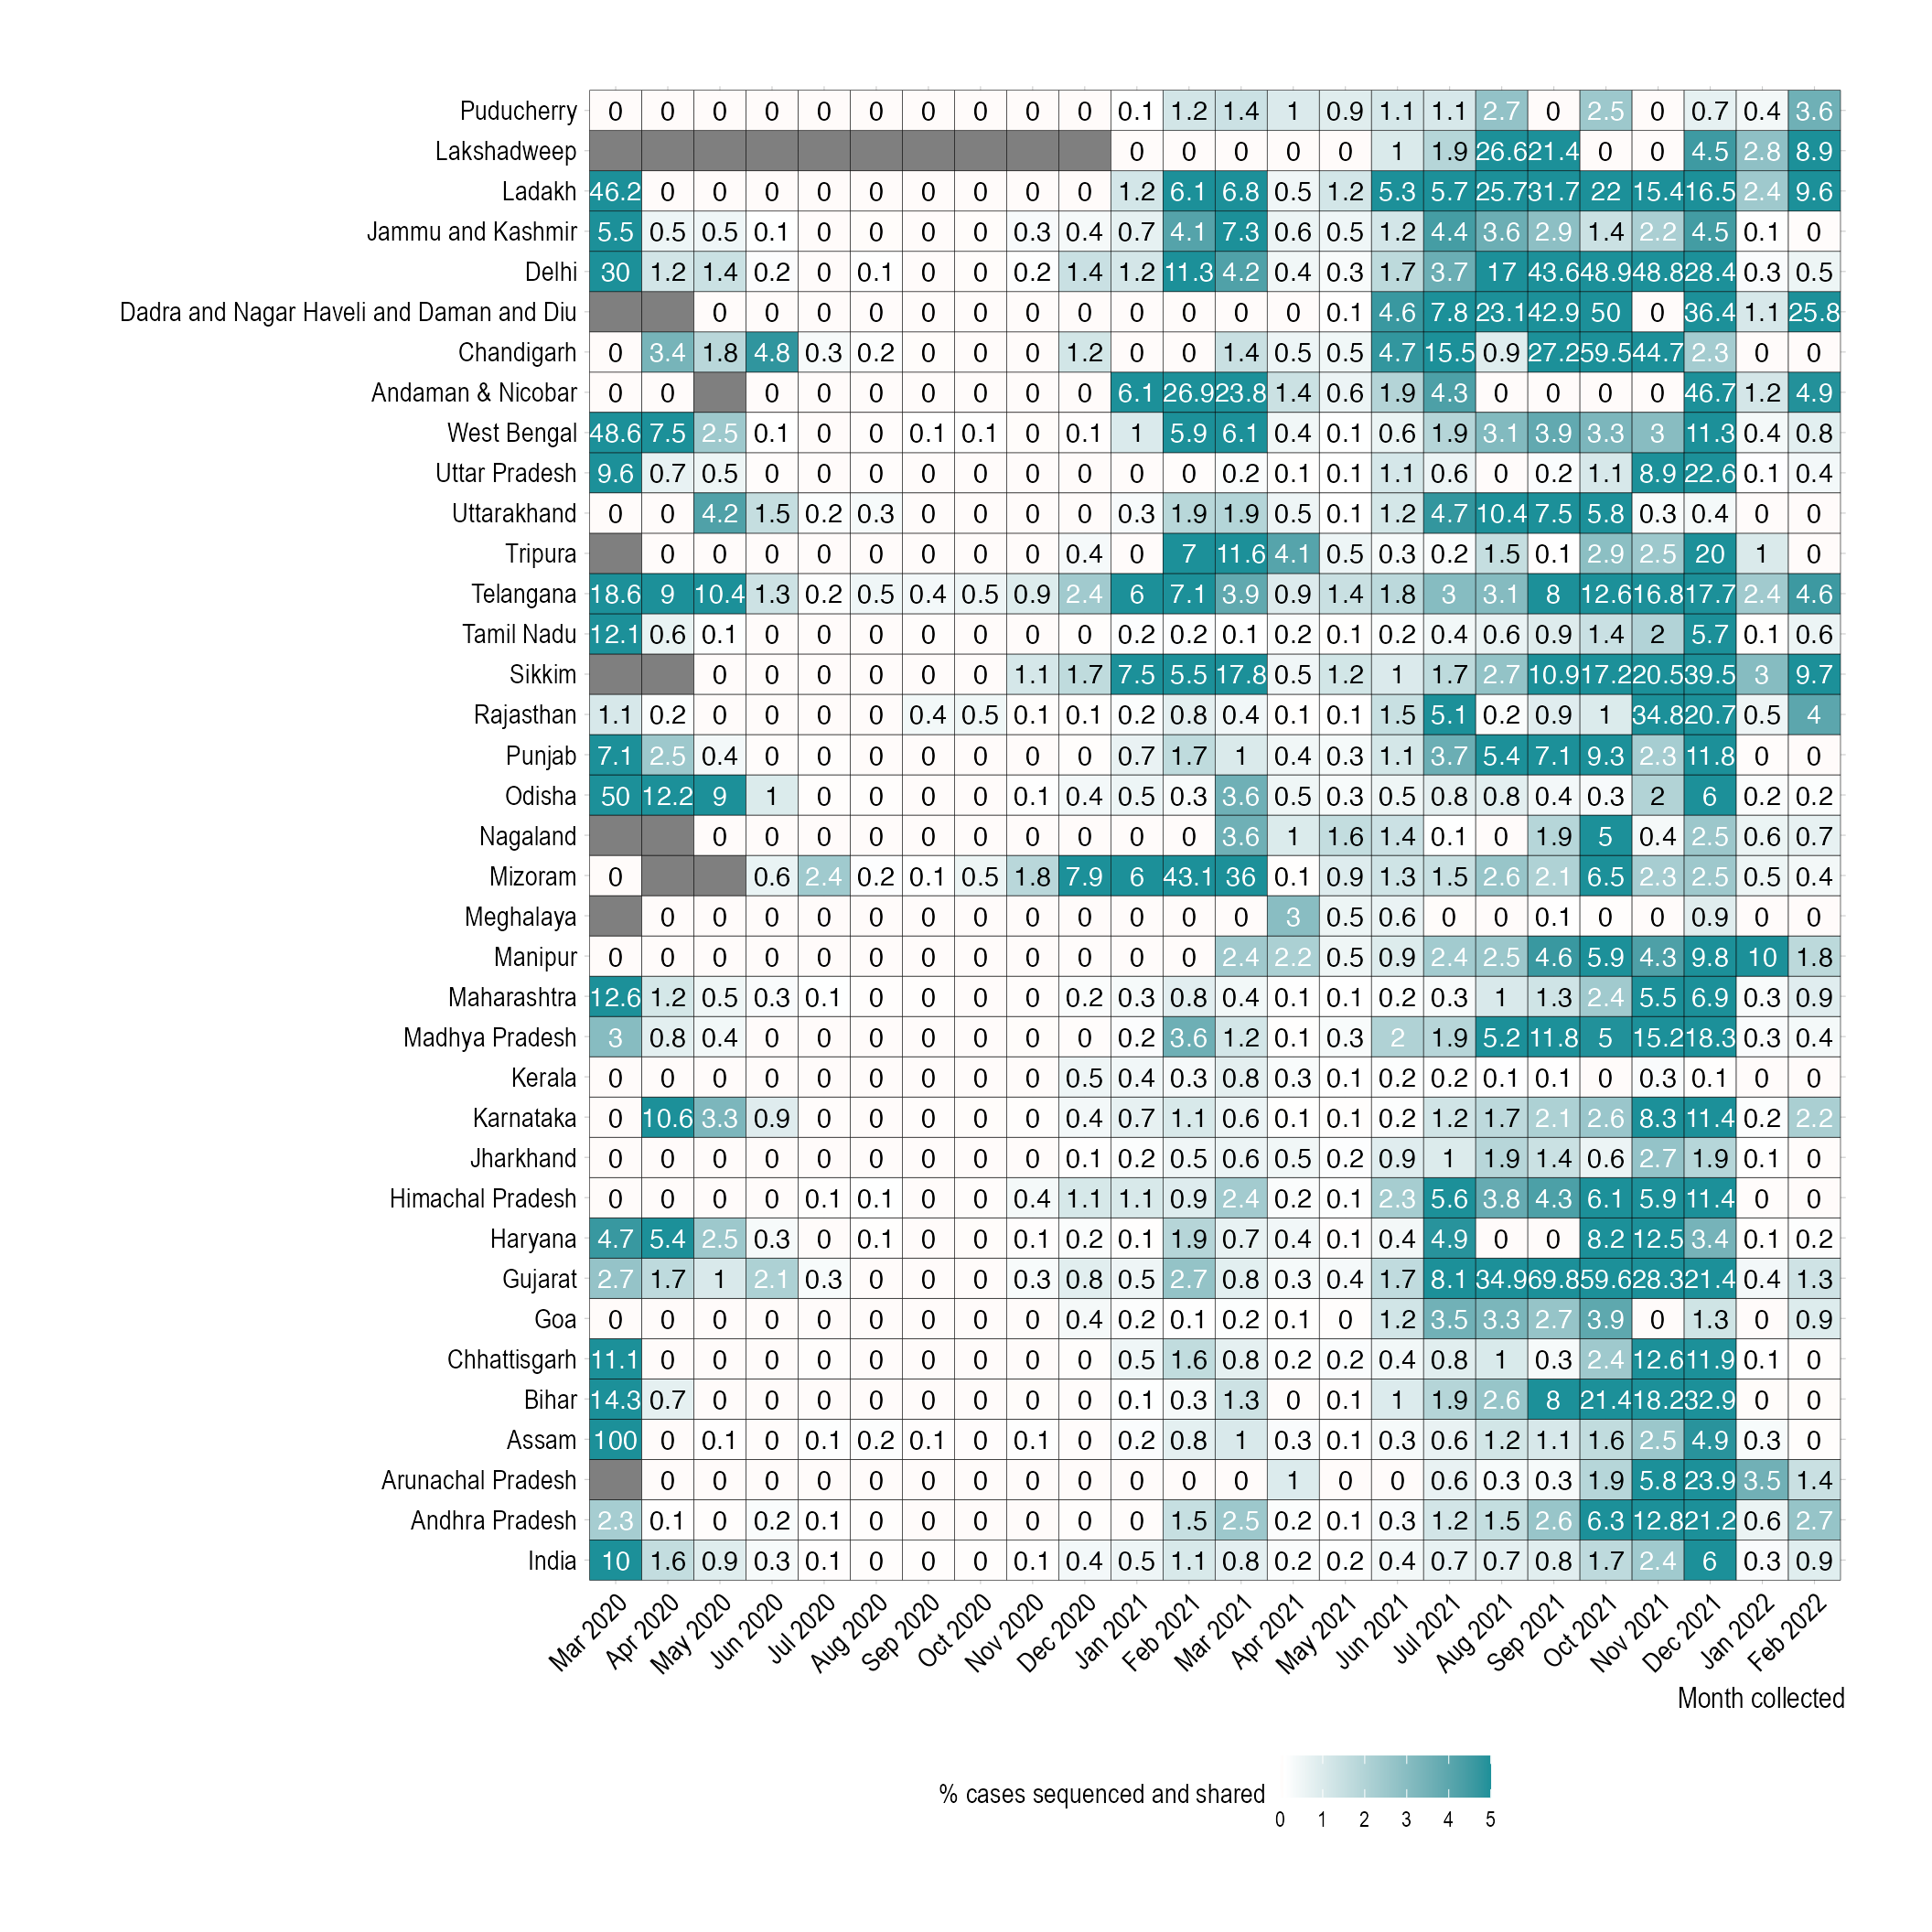 Puducherry 0 0 0 0 0 0 0 0 0 0 0.1 1.2 1.4 1 0.9 1.1 1.1 2.7 0 2.5 0 0.7 0.4 3.6
Lakshadweep 0 0 0 0 0 1 1.9 26.6 21.4 0 0 4.5 2.8 8.9
Ladakh 46.2 0 0 0 0 0 0 0 0 0 1.2 6.1 6.8 0.5 1.2 5.3 5.7 25.7 31.7 22 15.4 16.5 2.4 9.6
Jammu and Kashmir 5.5 0.5 0.5 0.1 0 0 0 0 0.3 0.4 0.7 4.1 7.3 0.6 0.5 1.2 4.4 3.6 2.9 1.4 2.2 4.5 0.1 0
Delhi 30 1.2 1.4 0.2 0 0.1 0 0 0.2 1.4 1.2 11.3 4.2 0.4 0.3 1.7 3.7 17 43.6 48.9 48.8 28.4 0.3 0.5
Dadra and Nagar Haveli and Daman and Diu 0 0 0 0 0 0 0 0 0 0 0 0 0.1 4.6 7.8 23.1 42.9 50 0 36.4 1.1 25.8
Chandigarh 0 3.4 1.8 4.8 0.3 0.2 0 0 0 1.2 0 0 1.4 0.5 0.5 4.7 15.5 0.9 27.2 59.5 44.7 2.3 0 0
Andaman & Nicobar 0 0 0 0 0 0 0 0 0 6.1 26.9 23.8 1.4 0.6 1.9 4.3 0 0 0 0 46.7 1.2 4.9
West Bengal 48.6 7.5 2.5 0.1 0 0 0.1 0.1 0 0.1 1 5.9 6.1 0.4 0.1 0.6 1.9 3.1 3.9 3.3 3 11.3 0.4 0.8
Uttar Pradesh 9.6 0.7 0.5 0 0 0 0 0 0 0 0 0 0.2 0.1 0.1 1.1 0.6 0 0.2 1.1 8.9 22.6 0.1 0.4
Uttarakhand 0 0 4.2 1.5 0.2 0.3 0 0 0 0 0.3 1.9 1.9 0.5 0.1 1.2 4.7 10.4 7.5 5.8 0.3 0.4 0 0
Tripura 0 0 0 0 0 0 0 0 0.4 0 7 11.6 4.1 0.5 0.3 0.2 1.5 0.1 2.9 2.5 20 1 0
Telangana 18.6 9 10.4 1.3 0.2 0.5 0.4 0.5 0.9 2.4 6 7.1 3.9 0.9 1.4 1.8 3 3.1 8 12.6 16.8 17.7 2.4 4.6
Tamil Nadu 12.1 0.6 0.1 0 0 0 0 0 0 0 0.2 0.2 0.1 0.2 0.1 0.2 0.4 0.6 0.9 1.4 2 5.7 0.1 0.6
Sikkim 0 0 0 0 0 0 1.1 1.7 7.5 5.5 17.8 0.5 1.2 1 1.7 2.7 10.9 17.2 20.5 39.5 3 9.7
Rajasthan 1.1 0.2 0 0 0 0 0.4 0.5 0.1 0.1 0.2 0.8 0.4 0.1 0.1 1.5 5.1 0.2 0.9 1 34.8 20.7 0.5 4
Punjab 7.1 2.5 0.4 0 0 0 0 0 0 0 0.7 1.7 1 0.4 0.3 1.1 3.7 5.4 7.1 9.3 2.3 11.8 0 0
Odisha 50 12.2 9 1 0 0 0 0 0.1 0.4 0.5 0.3 3.6 0.5 0.3 0.5 0.8 0.8 0.4 0.3 2 6 0.2 0.2
Nagaland 0 0 0 0 0 0 0 0 0 0 3.6 1 1.6 1.4 0.1 0 1.9 5 0.4 2.5 0.6 0.7
Mizoram 0 0.6 2.4 0.2 0.1 0.5 1.8 7.9 6 43.1 36 0.1 0.9 1.3 1.5 2.6 2.1 6.5 2.3 2.5 0.5 0.4
Meghalaya 0 0 0 0 0 0 0 0 0 0 0 0 3 0.5 0.6 0 0 0.1 0 0 0.9 0 0
Manipur 0 0 0 0 0 0 0 0 0 0 0 0 2.4 2.2 0.5 0.9 2.4 2.5 4.6 5.9 4.3 9.8 10 1.8
Maharashtra 12.6 1.2 0.5 0.3 0.1 0 0 0 0 0.2 0.3 0.8 0.4 0.1 0.1 0.2 0.3 1 1.3 2.4 5.5 6.9 0.3 0.9
Madhya Pradesh 3 0.8 0.4 0 0 0 0 0 0 0 0.2 3.6 1.2 0.1 0.3 2 1.9 5.2 11.8 5 15.2 18.3 0.3 0.4
Kerala 0 0 0 0 0 0 0 0 0 0.5 0.4 0.3 0.8 0.3 0.1 0.2 0.2 0.1 0.1 0 0.3 0.1 0 0
Karnataka 0 10.6 3.3 0.9 0 0 0 0 0 0.4 0.7 1.1 0.6 0.1 0.1 0.2 1.2 1.7 2.1 2.6 8.3 11.4 0.2 2.2
Jharkhand 0 0 0 0 0 0 0 0 0 0.1 0.2 0.5 0.6 0.5 0.2 0.9 1 1.9 1.4 0.6 2.7 1.9 0.1 0
Himachal Pradesh 0 0 0 0 0.1 0.1 0 0 0.4 1.1 1.1 0.9 2.4 0.2 0.1 2.3 5.6 3.8 4.3 6.1 5.9 11.4 0 0
Haryana 4.7 5.4 2.5 0.3 0 0.1 0 0 0.1 0.2 0.1 1.9 0.7 0.4 0.1 0.4 4.9 0 0 8.2 12.5 3.4 0.1 0.2
Gujarat 2.7 1.7 1 2.1 0.3 0 0 0 0.3 0.8 0.5 2.7 0.8 0.3 0.4 1.7 8.1 34.9 69.8 59.6 28.3 21.4 0.4 1.3
Goa 0 0 0 0 0 0 0 0 0 0.4 0.2 0.1 0.2 0.1 0 1.2 3.5 3.3 2.7 3.9 0 1.3 0 0.9
Chhattisgarh 11.1 0 0 0 0 0 0 0 0 0 0.5 1.6 0.8 0.2 0.2 0.4 0.8 1 0.3 2.4 12.6 11.9 0.1 0
Bihar 14.3 0.7 0 0 0 0 0 0 0 0 0.1 0.3 1.3 0 0.1 1 1.9 2.6 8 21.4 18.2 32.9 0 0
Assam 100 0 0.1 0 0.1 0.2 0.1 0 0.1 0 0.2 0.8 1 0.3 0.1 0.3 0.6 1.2 1.1 1.6 2.5 4.9 0.3 0
Arunachal Pradesh 0 0 0 0 0 0 0 0 0 0 0 0 1 0 0 0.6 0.3 0.3 1.9 5.8 23.9 3.5 1.4
Andhra Pradesh 2.3 0.1 0 0.2 0.1 0 0 0 0 0 0 1.5 2.5 0.2 0.1 0.3 1.2 1.5 2.6 6.3 12.8 21.2 0.6 2.7
India 10 1.6 0.9 0.3 0.1 0 0 0 0.1 0.4 0.5 1.1 0.8 0.2 0.2 0.4 0.7 0.7 0.8 1.7 2.4 6 0.3 0.9
Mar 2020 Apr 2020 May 2020 Jun 2020 Jul 2020 Aug 2020 Sep 2020 Oct 2020 Nov 2020 Dec 2020 Jan 2021 Feb 2021 Mar 2021 Apr 2021 May 2021 Jun 2021 Jul 2021 Aug 2021 Sep 2021 Oct 2021 Nov 2021 Dec 2021 Jan 2022 Feb 2022
Month collected
% cases sequenced and shared
0 1 2 3 4 5